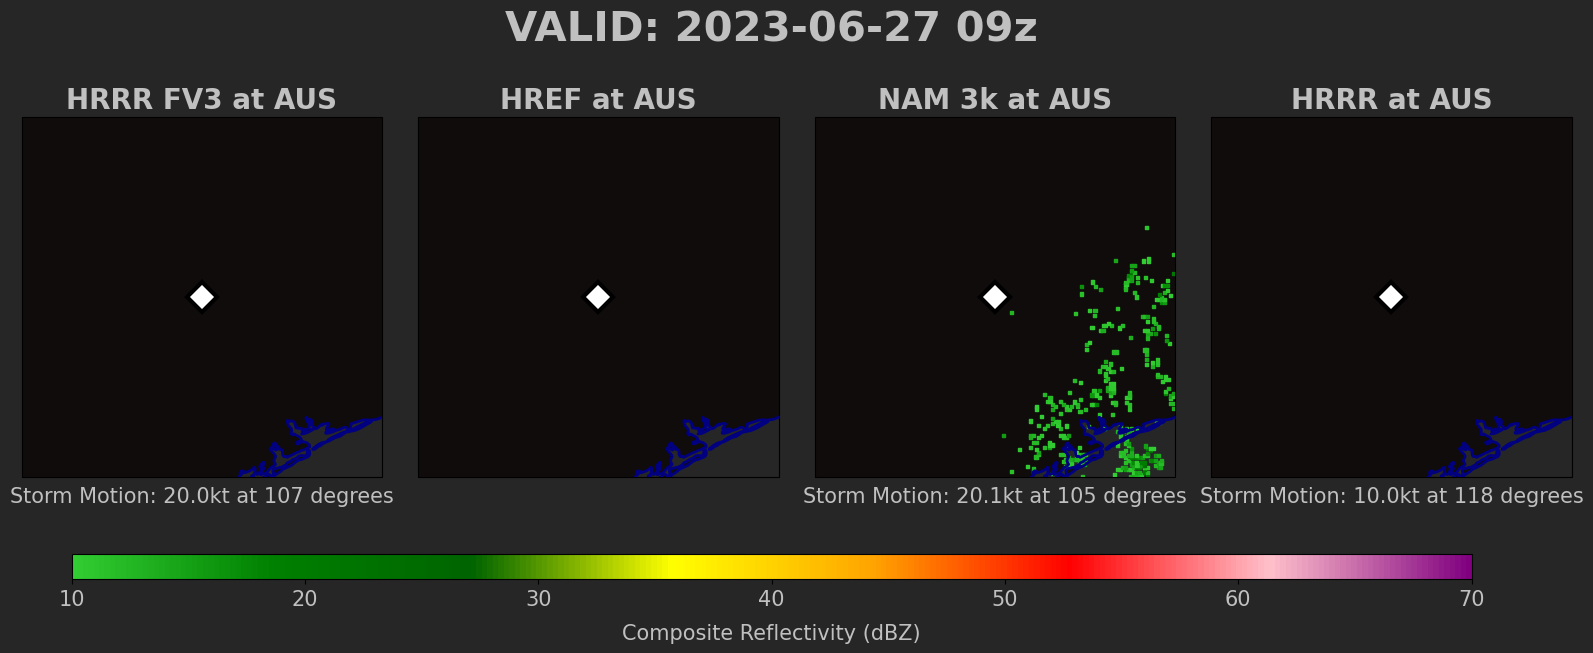 VALID: 2023-06-27 09z
HRRR FV3 at AUS
HREF at AUS
NAM 3k at AUS
HRRR at AUS
Storm Motion: 20.0kt at 107 degrees
Storm Motion: 20.1kt at 105 degrees
Storm Motion: 10.0kt at 118 degrees
10 20 30 40 50 60 70
Composite Reflectivity (dBZ)